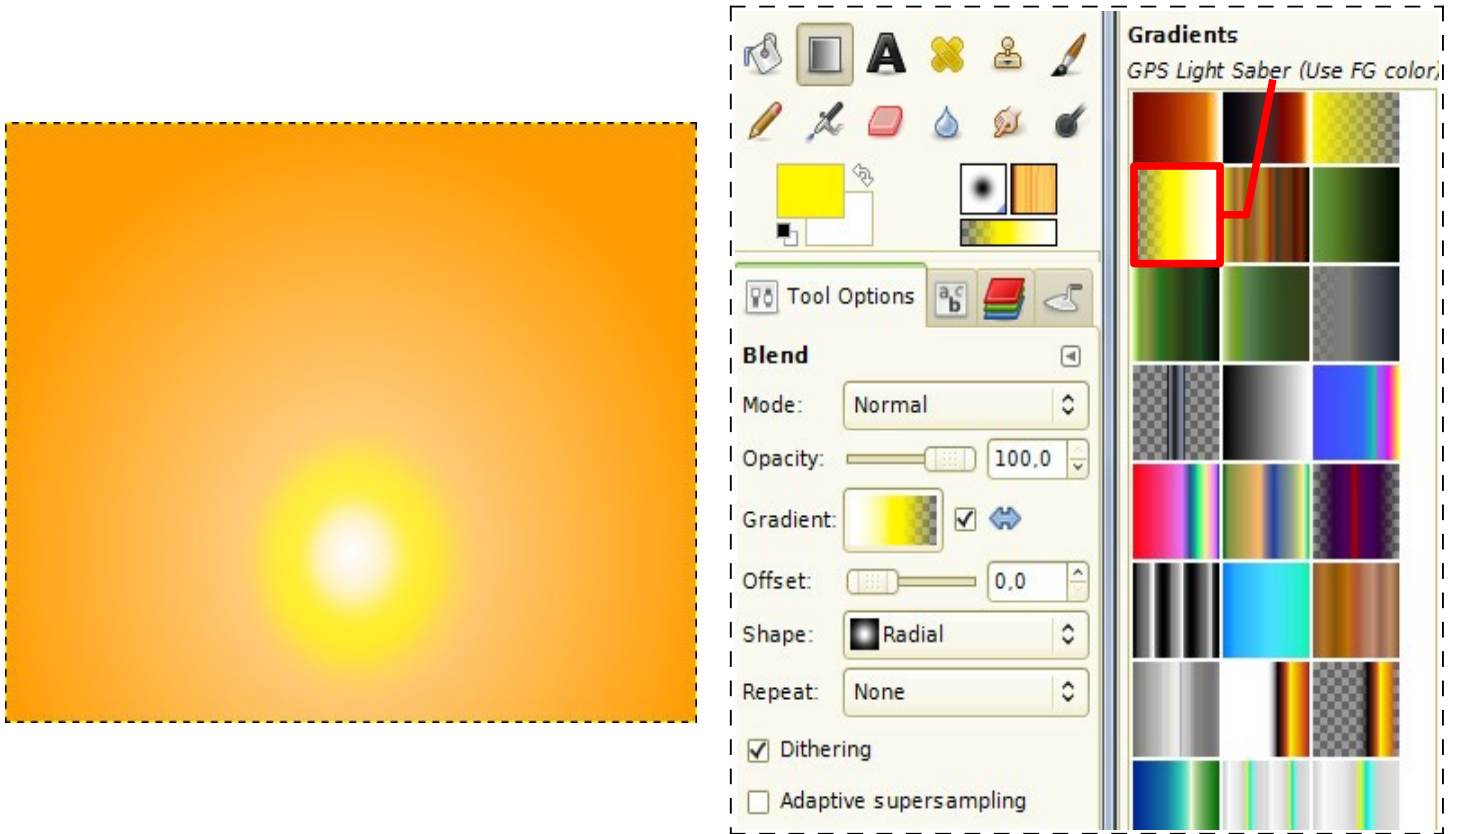 Gradients
GPS Light Saber (Use FG color)
Tool Options
Blend
Mode: Normal
Opacity: 100,0
Gradient:
Offset: 0,0
Shape: Radial
Repeat: None
Dithering
Adaptive supersampling